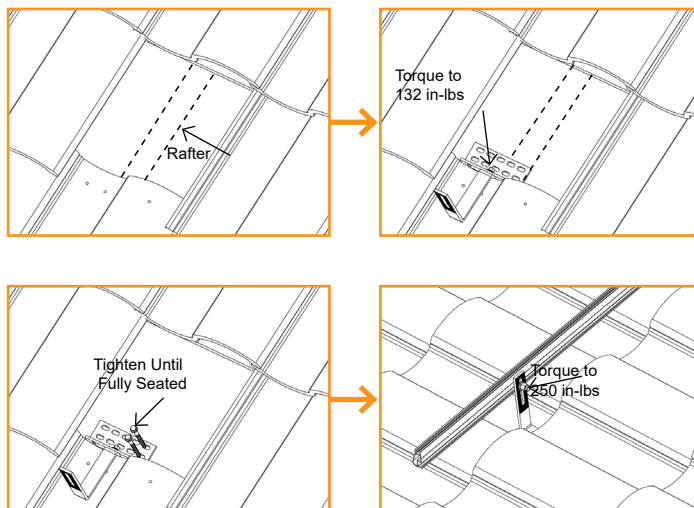 Rafter
Torque to
132 in-lbs
Tighten Until
Fully Seated
Torque to
250 in-lbs